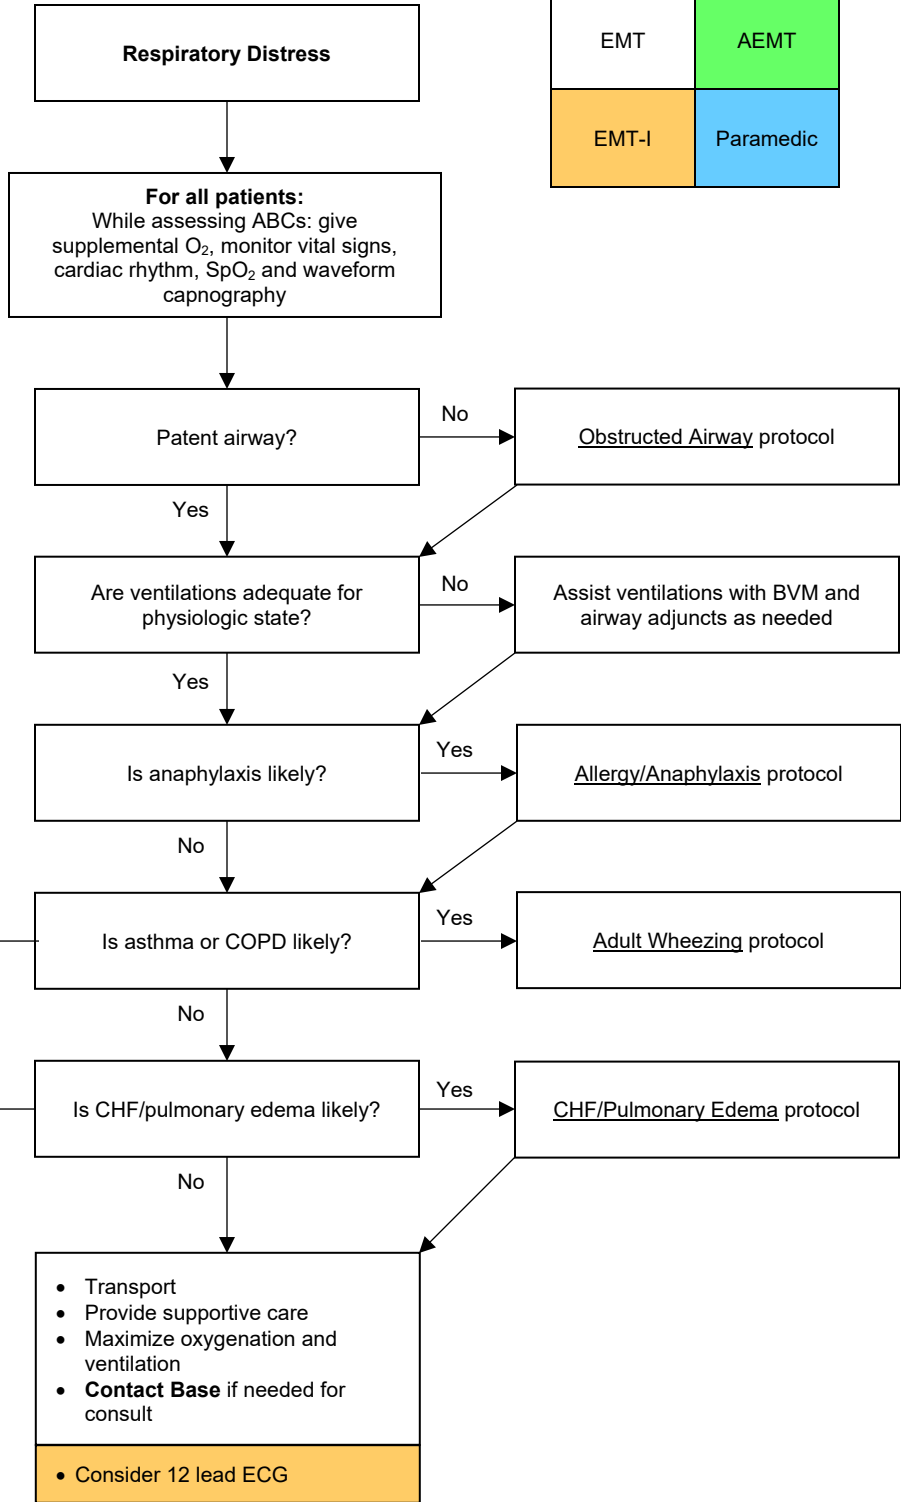 Respiratory Distress
EMT
AEMT
EMT-I
Paramedic
For all patients:
While assessing ABCs: give
supplemental O₂, monitor vital signs,
cardiac rhythm, SpO₂ and waveform
capnography
Patent airway?
No
Obstructed Airway protocol
Yes
Are ventilations adequate for
physiologic state?
No
Assist ventilations with BVM and
airway adjuncts as needed
Yes
Is anaphylaxis likely?
Yes
Allergy/Anaphylaxis protocol
No
Is asthma or COPD likely?
Yes
Adult Wheezing protocol
No
Is CHF/pulmonary edema likely?
Yes
CHF/Pulmonary Edema protocol
No
• Transport
• Provide supportive care
• Maximize oxygenation and
ventilation
• Contact Base if needed for
consult
• Consider 12 lead ECG